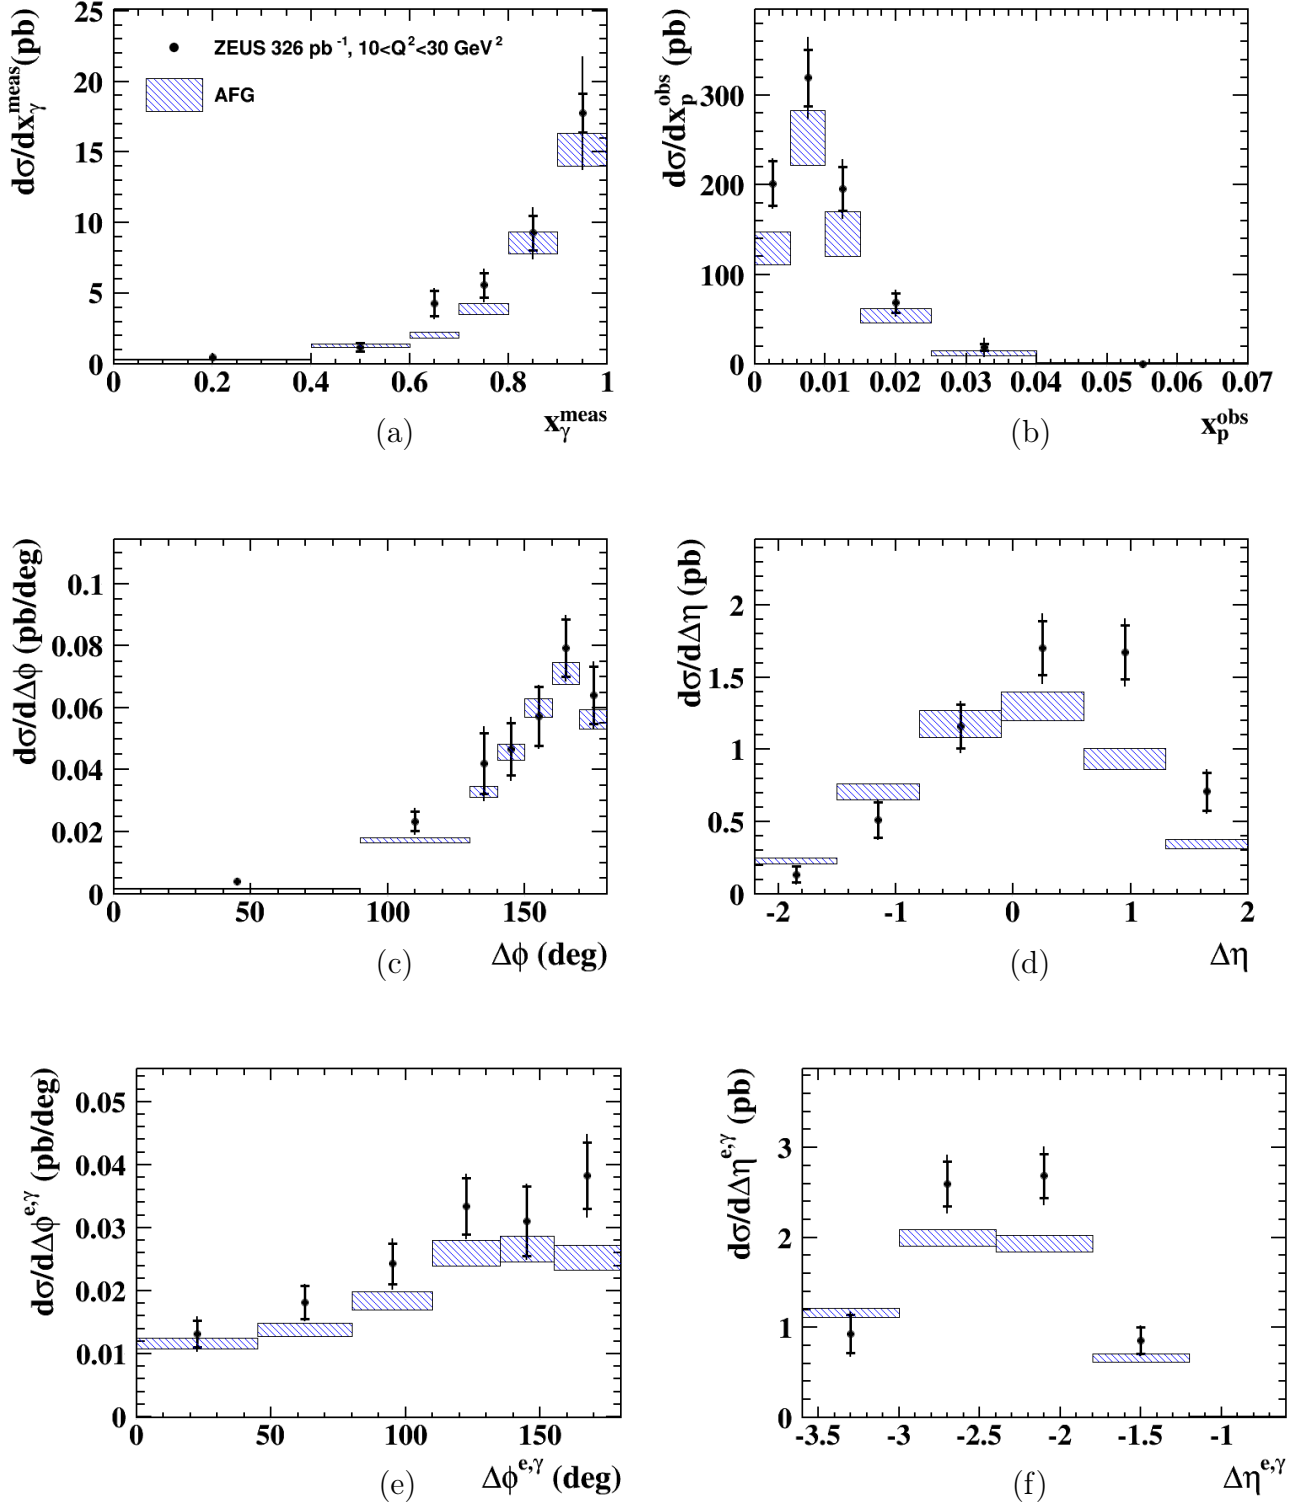 dσ/dx_γ^meas (pb)
25
20
15
10
5
0
ZEUS 326 pb⁻¹, 10<Q²<30 GeV²
AFG
0 0.2 0.4 0.6 0.8 1
x_γ^meas
(a)
dσ/dx_p^obs (pb)
300
200
100
0
0 0.01 0.02 0.03 0.04 0.05 0.06 0.07
x_p^obs
(b)
dσ/dΔφ (pb/deg)
0.1
0.08
0.06
0.04
0.02
0
0 50 100 150
Δφ (deg)
(c)
dσ/dΔη (pb)
2
1.5
1
0.5
0
-2 -1 0 1 2
Δη
(d)
dσ/dΔφ^e,γ (pb/deg)
0.05
0.04
0.03
0.02
0.01
0
0 50 100 150
Δφ^e,γ (deg)
(e)
dσ/dΔη^e,γ (pb)
3
2
1
0
-3.5 -3 -2.5 -2 -1.5 -1
Δη^e,γ
(f)